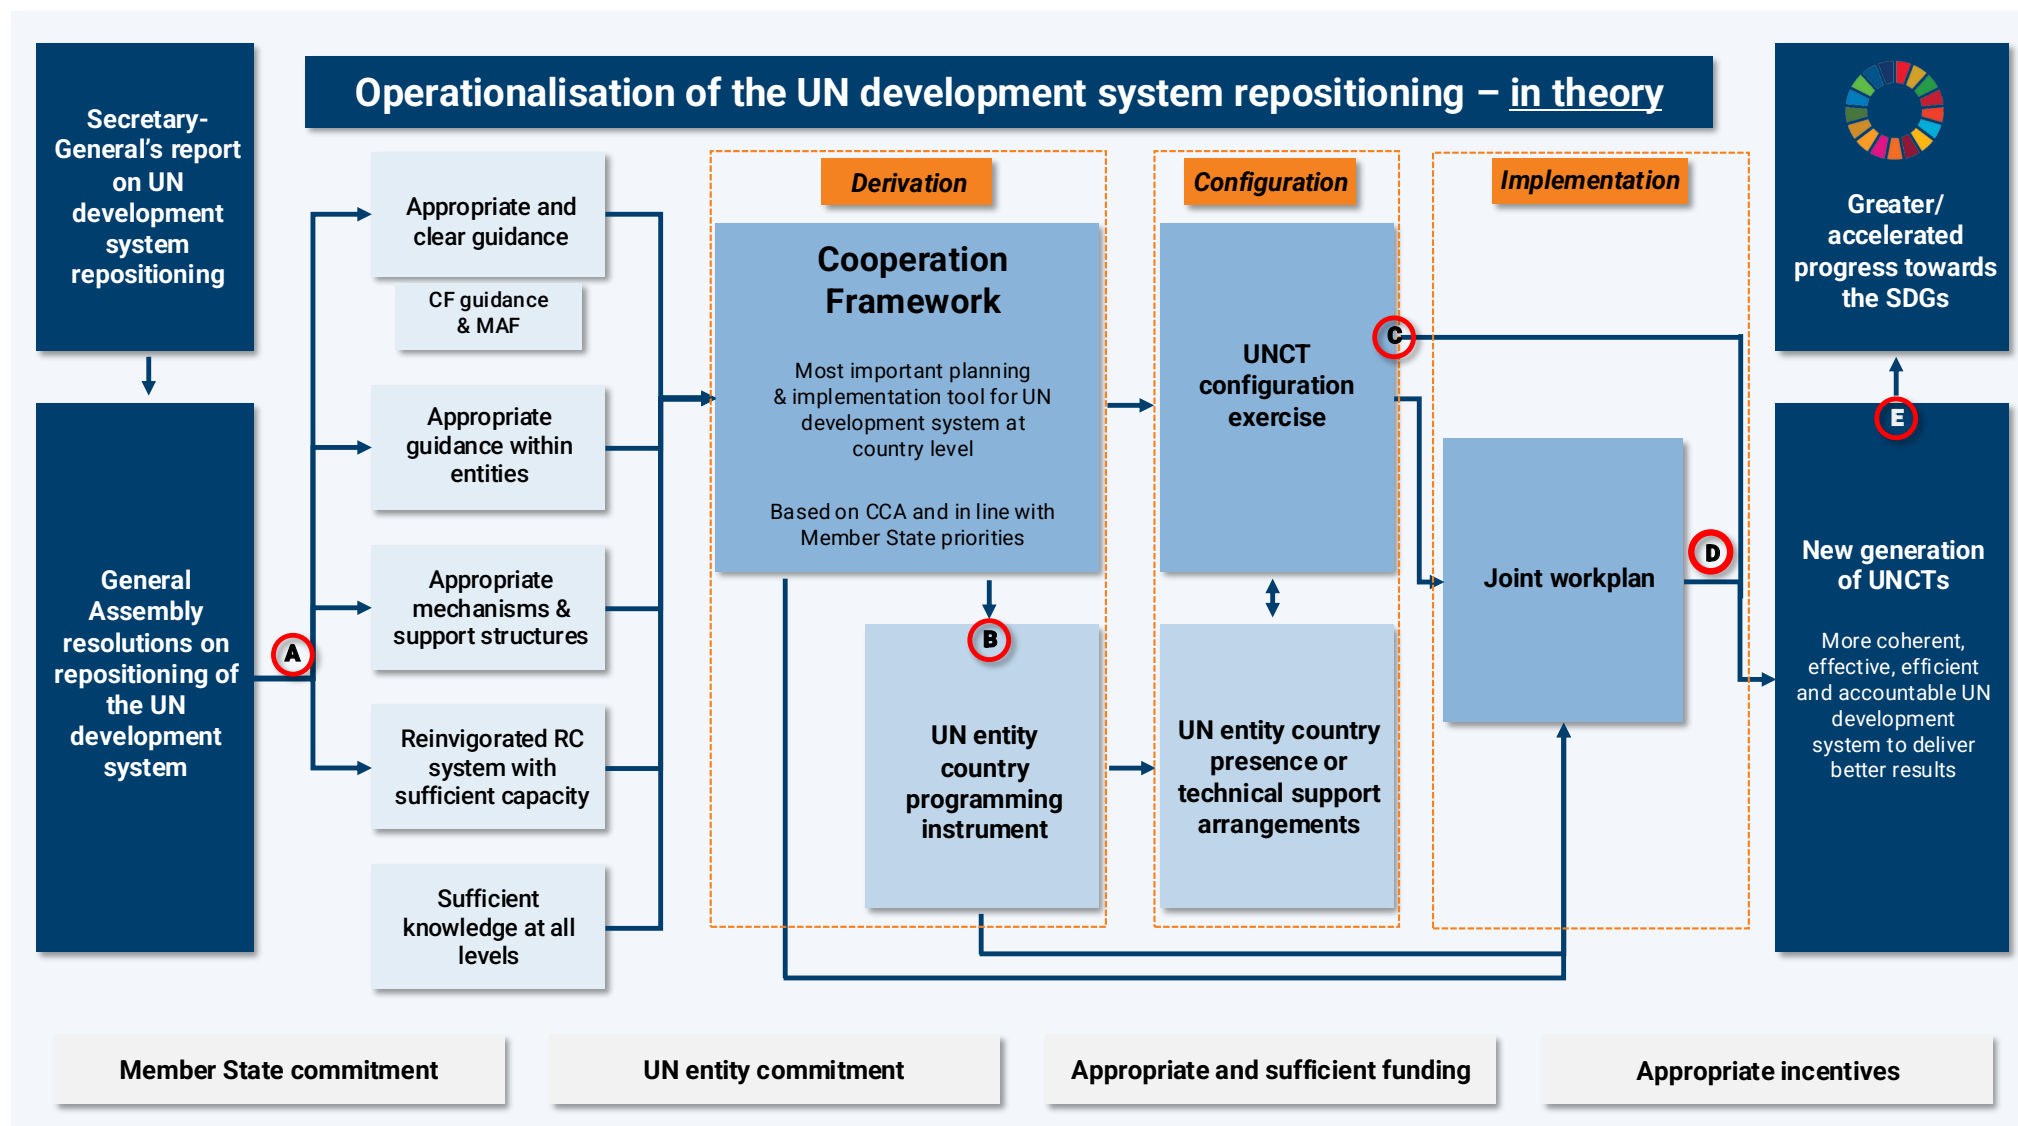 Operationalisation of the UN development system repositioning – in theory
Secretary-
General’s report
on UN
development
system
repositioning
General
Assembly
resolutions on
repositioning of
the UN
development
system
A
Appropriate and
clear guidance
CF guidance
& MAF
Appropriate
guidance within
entities
Appropriate
mechanisms &
support structures
Reinvigorated RC
system with
sufficient capacity
Sufficient
knowledge at all
levels
Derivation
Cooperation
Framework
Most important planning
& implementation tool for UN
development system at
country level
Based on CCA and in line with
Member State priorities
B
UN entity
country
programming
instrument
Configuration
UNCT
configuration
exercise
C
UN entity country
presence or
technical support
arrangements
Implementation
Joint workplan
D
Greater/
accelerated
progress towards
the SDGs
E
New generation
of UNCTs
More coherent,
effective, efficient
and accountable UN
development
system to deliver
better results
Member State commitment
UN entity commitment
Appropriate and sufficient funding
Appropriate incentives